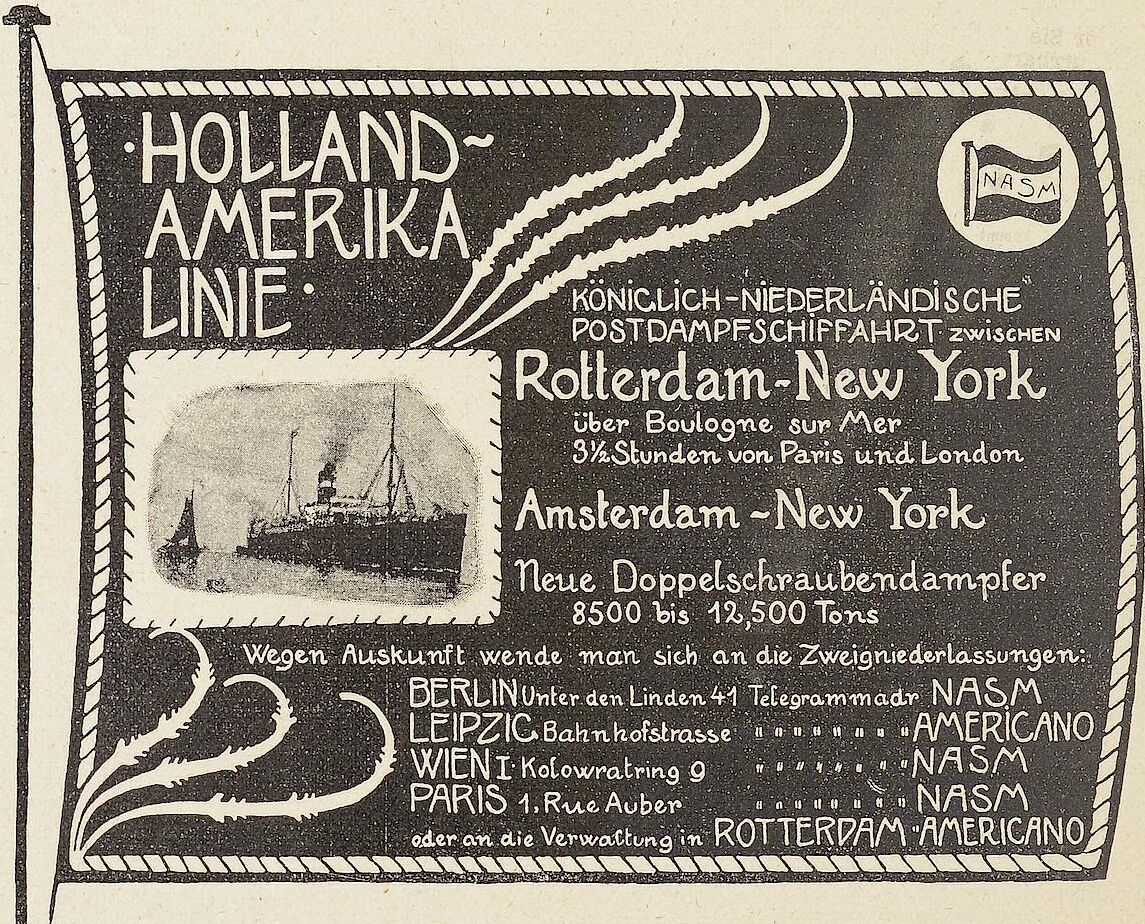 ·HOLLAND~
AMERIKA
LINIE·
NASM
KÖNIGLICH-NIEDERLÄNDISCHE
POSTDAMPFSCHIFFAHRT ZWISCHEN
Rotterdam-New York
über Boulogne sur Mer
3½ Stunden von Paris und London
Amsterdam-New York
Neue Doppelschraubendampfer
8500 bis 12,500 Tons
Wegen Auskunft wende man sich an die Zweigniederlassungen:
BERLIN Unter den Linden 41 Telegrammadr NASM
LEIPZIG Bahnhofstrasse " " " " " " " " AMERICANO
WIEN I· Kolowratring 9 " " " " " " " " NASM
PARIS 1, Rue Auber " " " " " " " " NASM
oder an die Verwaltung in ROTTERDAM "AMERICANO